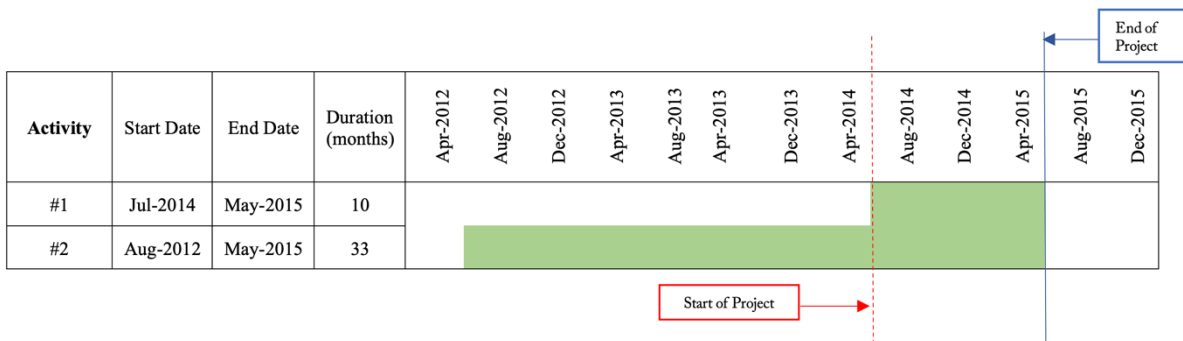 End of
Project
Activity
Start Date
End Date
Duration
(months)
Apr-2012
Aug-2012
Dec-2012
Apr-2013
Aug-2013
Apr-2013
Dec-2013
Apr-2014
Aug-2014
Dec-2014
Apr-2015
Aug-2015
Dec-2015
#1 Jul-2014 May-2015 10
#2 Aug-2012 May-2015 33
Start of Project